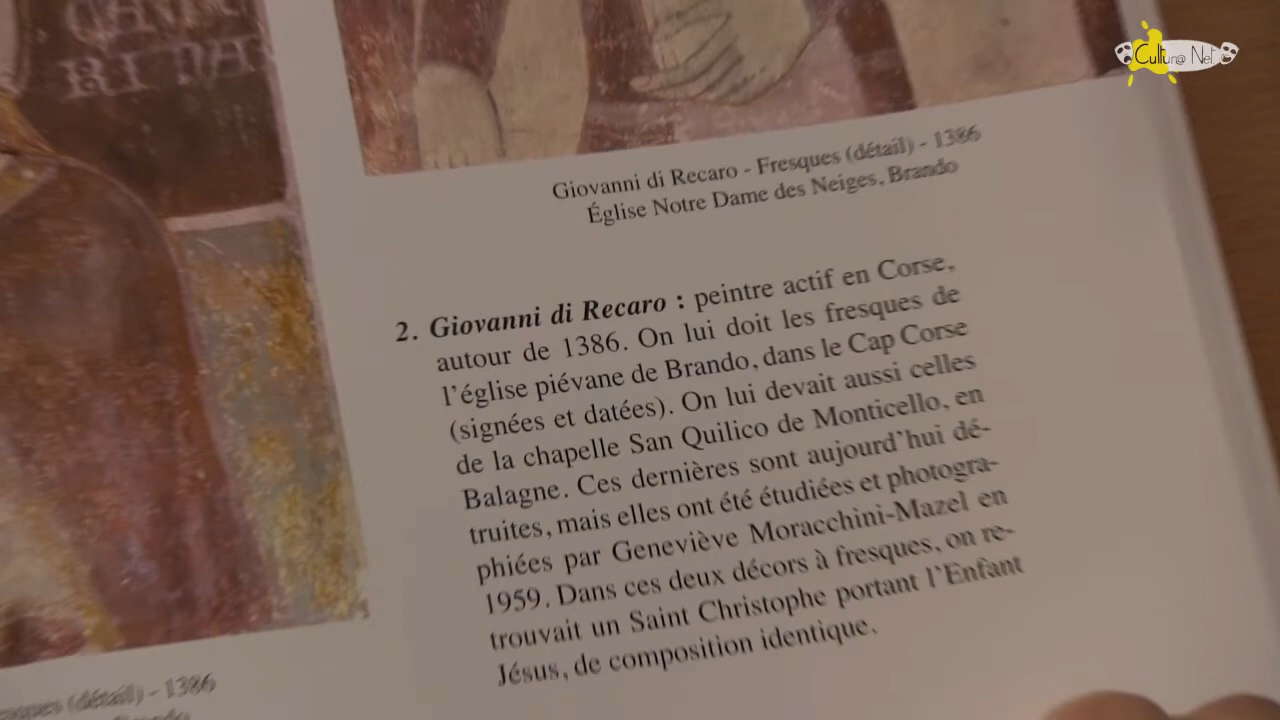 Cultur@ Net
RITA
Giovanni di Recaro - Fresques (détail) - 1386
Église Notre Dame des Neiges, Brando
2. Giovanni di Recaro : peintre actif en Corse,
autour de 1386. On lui doit les fresques de
l'église piévane de Brando, dans le Cap Corse
(signées et datées). On lui devait aussi celles
de la chapelle San Quilico de Monticello, en
Balagne. Ces dernières sont aujourd'hui dé-
truites, mais elles ont été étudiées et photogra-
phiées par Geneviève Moracchini-Mazel en
1959. Dans ces deux décors à fresques, on re-
trouvait un Saint Christophe portant l'Enfant
Jésus, de composition identique.
(détail) - 1386
Brando